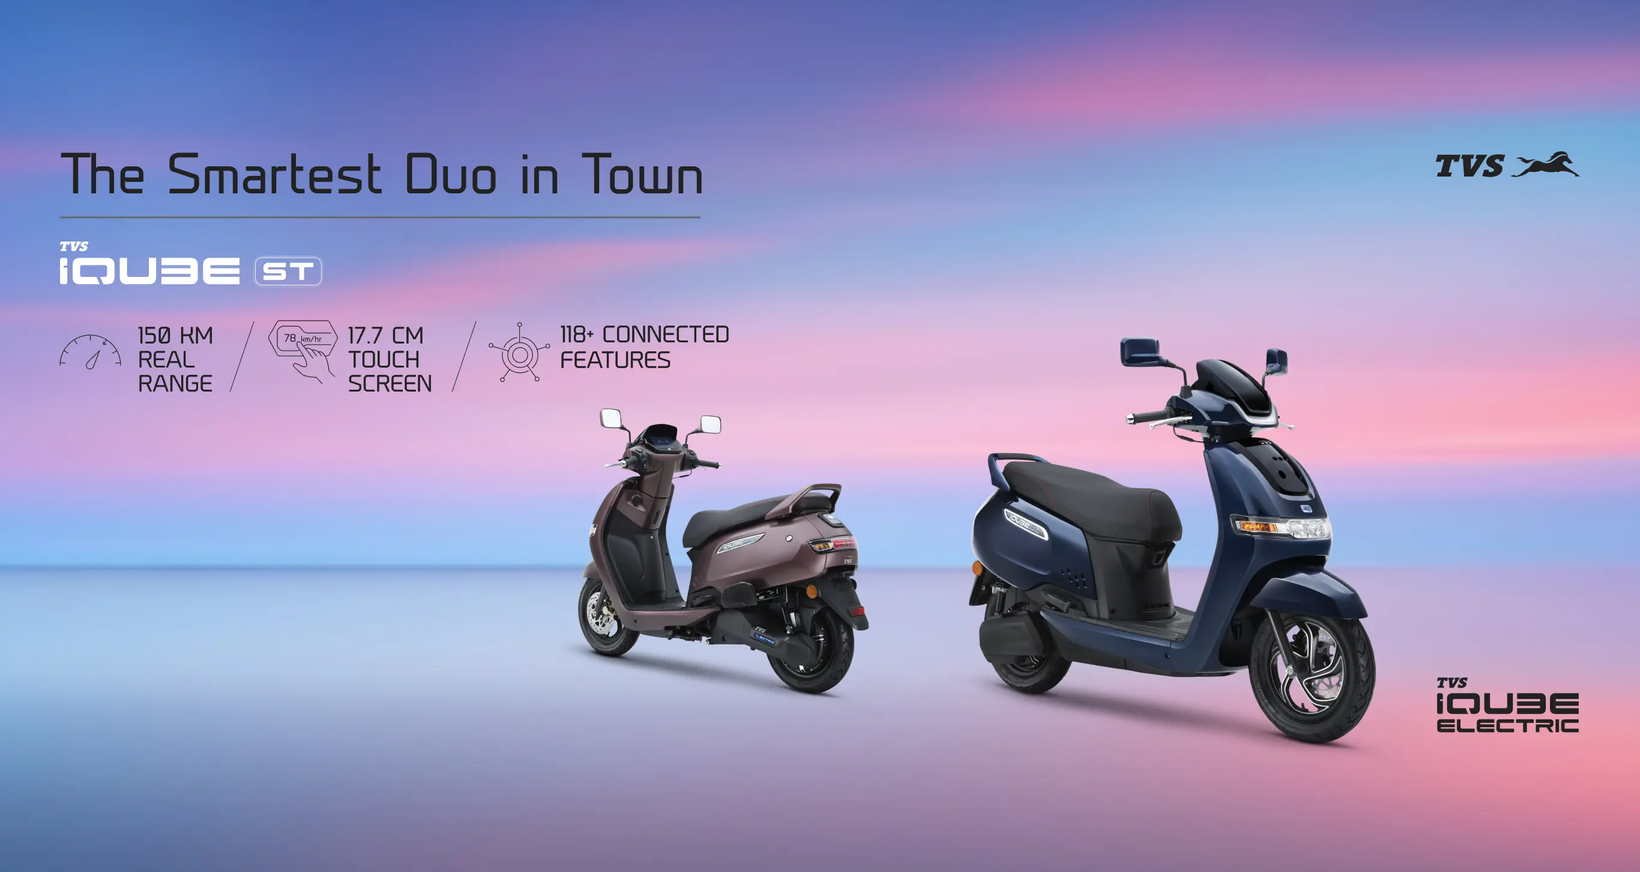 The Smartest Duo in Town
TVS
TVS
iQUBE ST
150 KM
REAL
RANGE
78 km/hr
17.7 CM
TOUCH
SCREEN
118+ CONNECTED
FEATURES
TVS
iQUBE
ELECTRIC